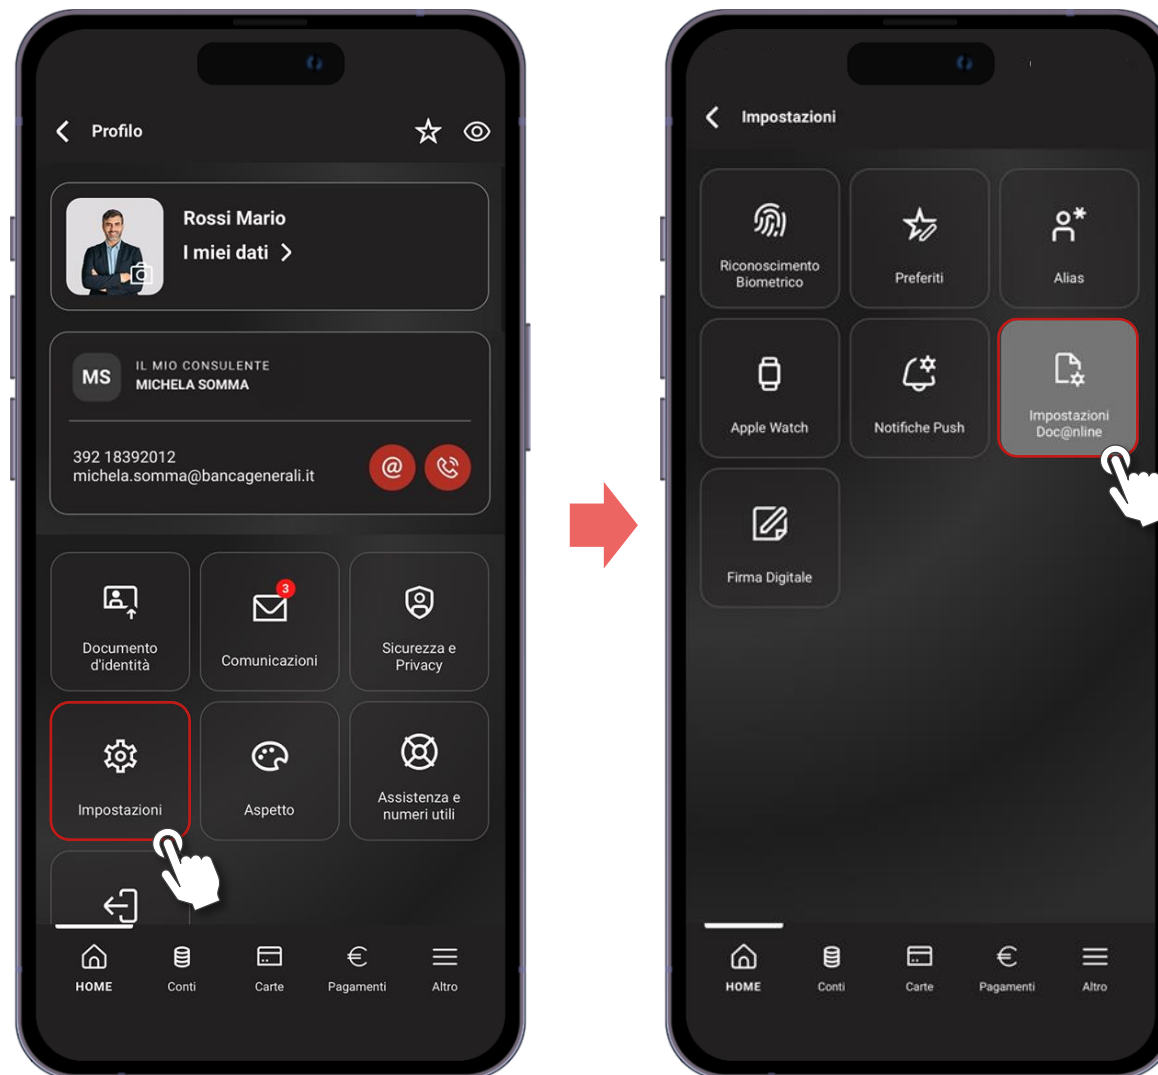 Profilo
Rossi Mario
I miei dati
MS
IL MIO CONSULENTE
MICHELA SOMMA
392 18392012
michela.somma@bancagenerali.it
@
Documento
d'identità
3
Comunicazioni
Sicurezza e
Privacy
Impostazioni
Aspetto
Assistenza e
numeri utili
HOME
Conti
Carte
€
Pagamenti
Altro
Impostazioni
Riconoscimento
Biometrico
Preferiti
Alias
Apple Watch
Notifiche Push
Impostazioni
Doc@nline
Firma Digitale
HOME
Conti
Carte
€
Pagamenti
Altro